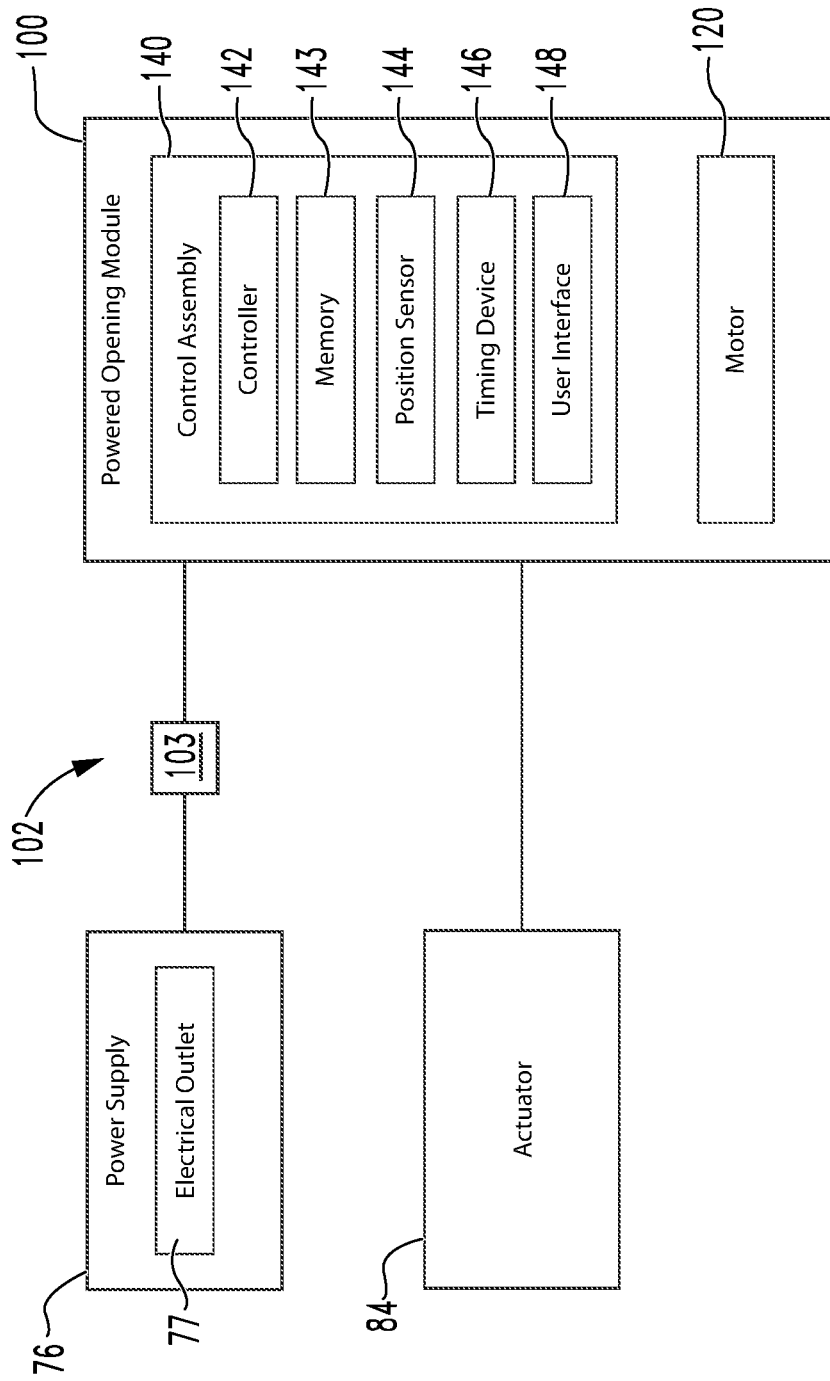 102
76
Power Supply
77
Electrical Outlet
103
84
Actuator
100
Powered Opening Module
140
Control Assembly
142
Controller
143
Memory
144
Position Sensor
146
Timing Device
148
User Interface
120
Motor